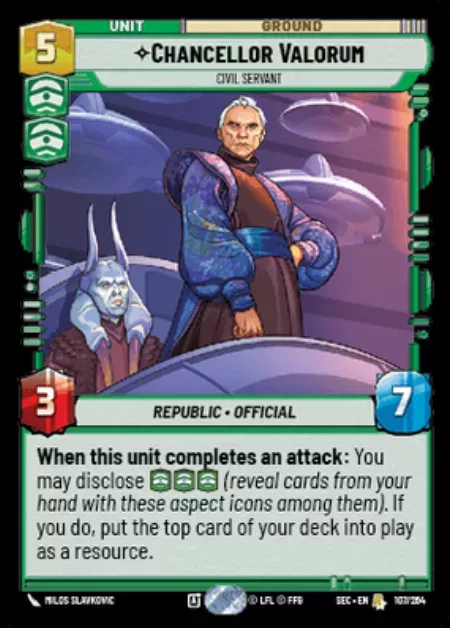 UNIT GROUND
5
CHANCELLOR VALORUM
CIVIL SERVANT
3
REPUBLIC • OFFICIAL
7
When this unit completes an attack: You
may disclose (reveal cards from your
hand with these aspect icons among them). If
you do, put the top card of your deck into play
as a resource.
MILOS SLAVKOVIC A © LFL © FFG SEC • EN 107/264